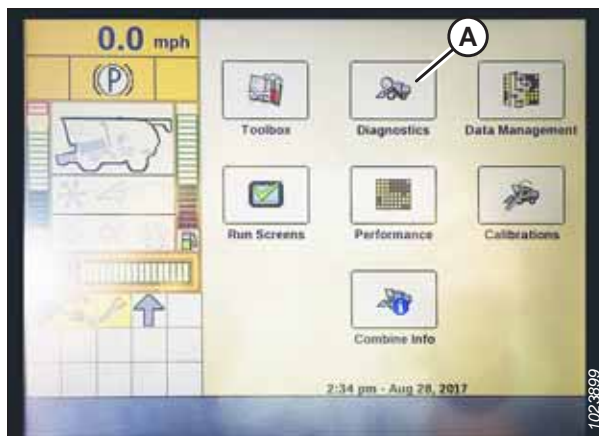 0.0 mph
A
(P)
Toolbox
Diagnostics
Data Management
Run Screens
Performance
Calibrations
Combine Info
2:34 pm - Aug 28, 2017
1023899